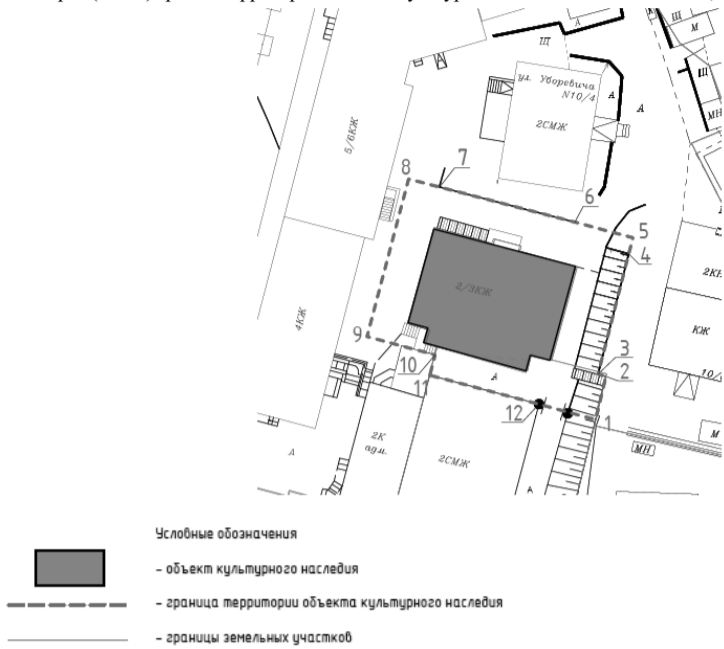 А
Щ
Щ
М
А
ул. Уборевича
N10/4
А
А
2СМЖ
МН
5/6КЖ
8
7
6
5
4
2КН
2/3КЖ
4КЖ
КЖ
9
10
3
2
11
А
12
1
2К
адм.
2СМЖ
М
МН
А
А
Условные обозначения
- объект культурного наследия
- граница территории объекта культурного наследия
- границы земельных участков